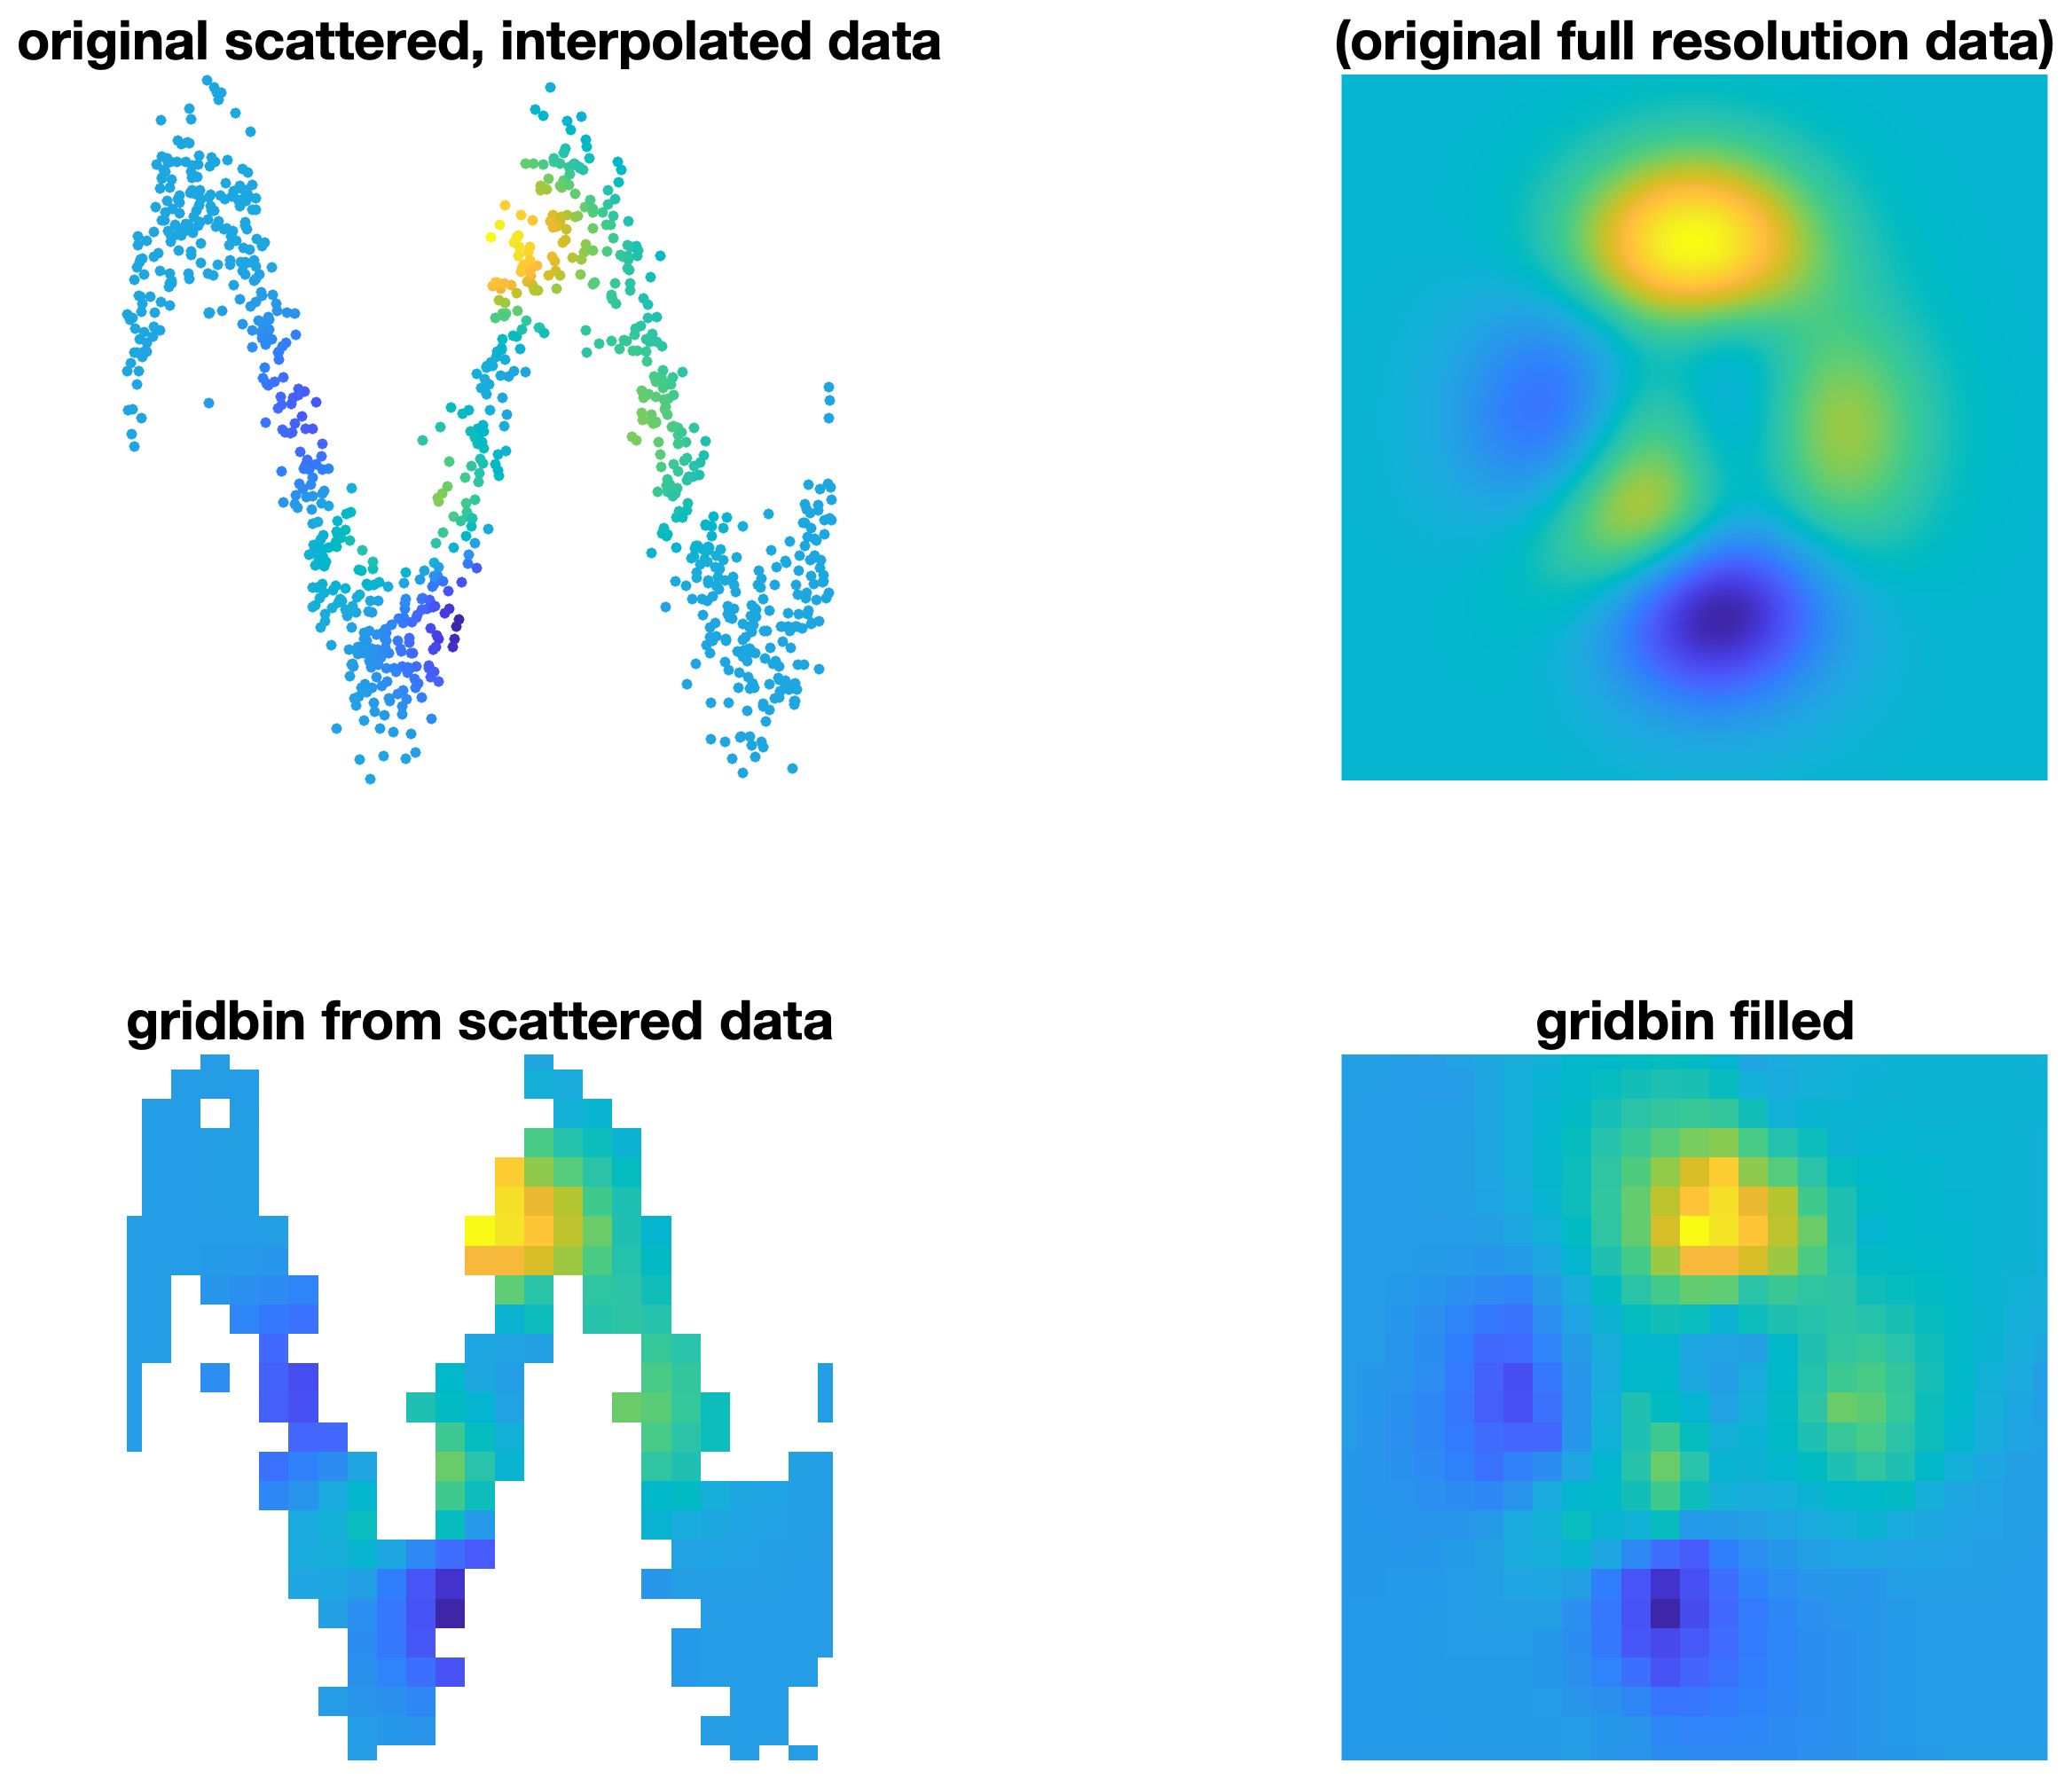 original scattered, interpolated data
(original full resolution data)
gridbin from scattered data
gridbin filled